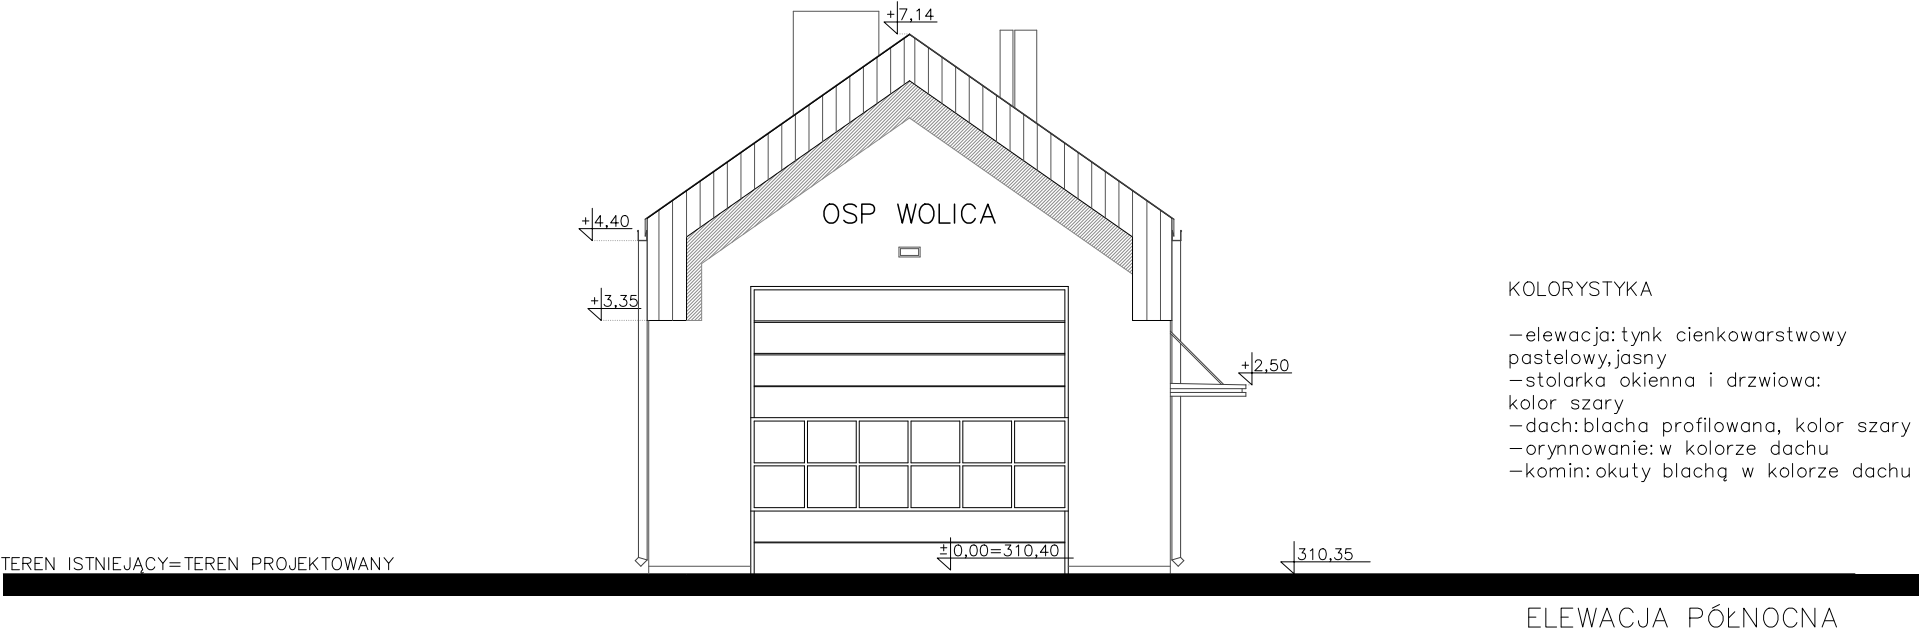 +7,14
OSP WOLICA
+4,40
+3,35
+2,50
KOLORYSTYKA
-elewacja: tynk cienkowarstwowy
pastelowy, jasny
-stolarka okienna i drzwiowa:
kolor szary
-dach: blacha profilowana, kolor szary
-orynnowanie: w kolorze dachu
-komin: okuty blachą w kolorze dachu
±0,00=310,40
310,35
TEREN ISTNIEJĄCY=TEREN PROJEKTOWANY
ELEWACJA PÓŁNOCNA